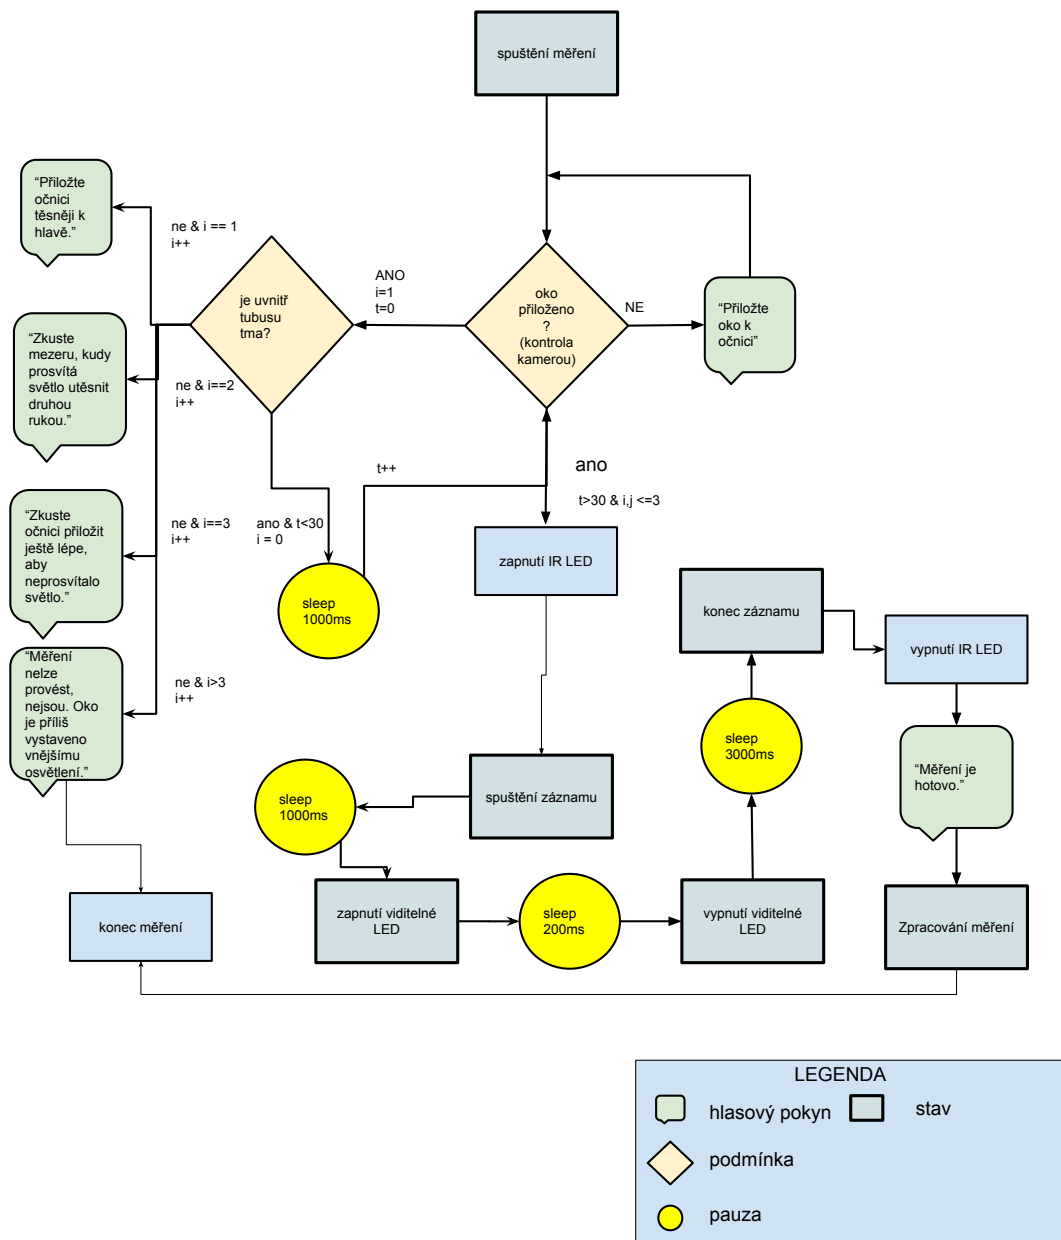 spuštění měření
“Přiložte
očnici
těsněji k
hlavě.”
ne & i == 1
i++
je uvnitř
tubusu
tma?
ANO
i=1
t=0
oko
přiloženo
?
(kontrola
kamerou)
NE
“Přiložte
oko k
očnici”
“Zkuste
mezeru, kudy
prosvítá
světlo utěsnit
druhou
rukou.”
ne & i==2
i++
t++
ano
t>30 & i,j <=3
“Zkuste
očnici přiložit
ještě lépe,
aby
neprosvítalo
světlo.”
ne & i==3
i++
ano & t<30
i = 0
sleep
1000ms
zapnutí IR LED
konec záznamu
vypnutí IR LED
“Měření
nelze
provést,
nejsou. Oko
je příliš
vystaveno
vnějšímu
osvětlení.”
ne & i>3
i++
sleep
3000ms
“Měření je
hotovo.”
sleep
1000ms
spuštění záznamu
konec měření
zapnutí viditelné
LED
sleep
200ms
vypnutí viditelné
LED
Zpracování měření
LEGENDA
hlasový pokyn
stav
podmínka
pauza